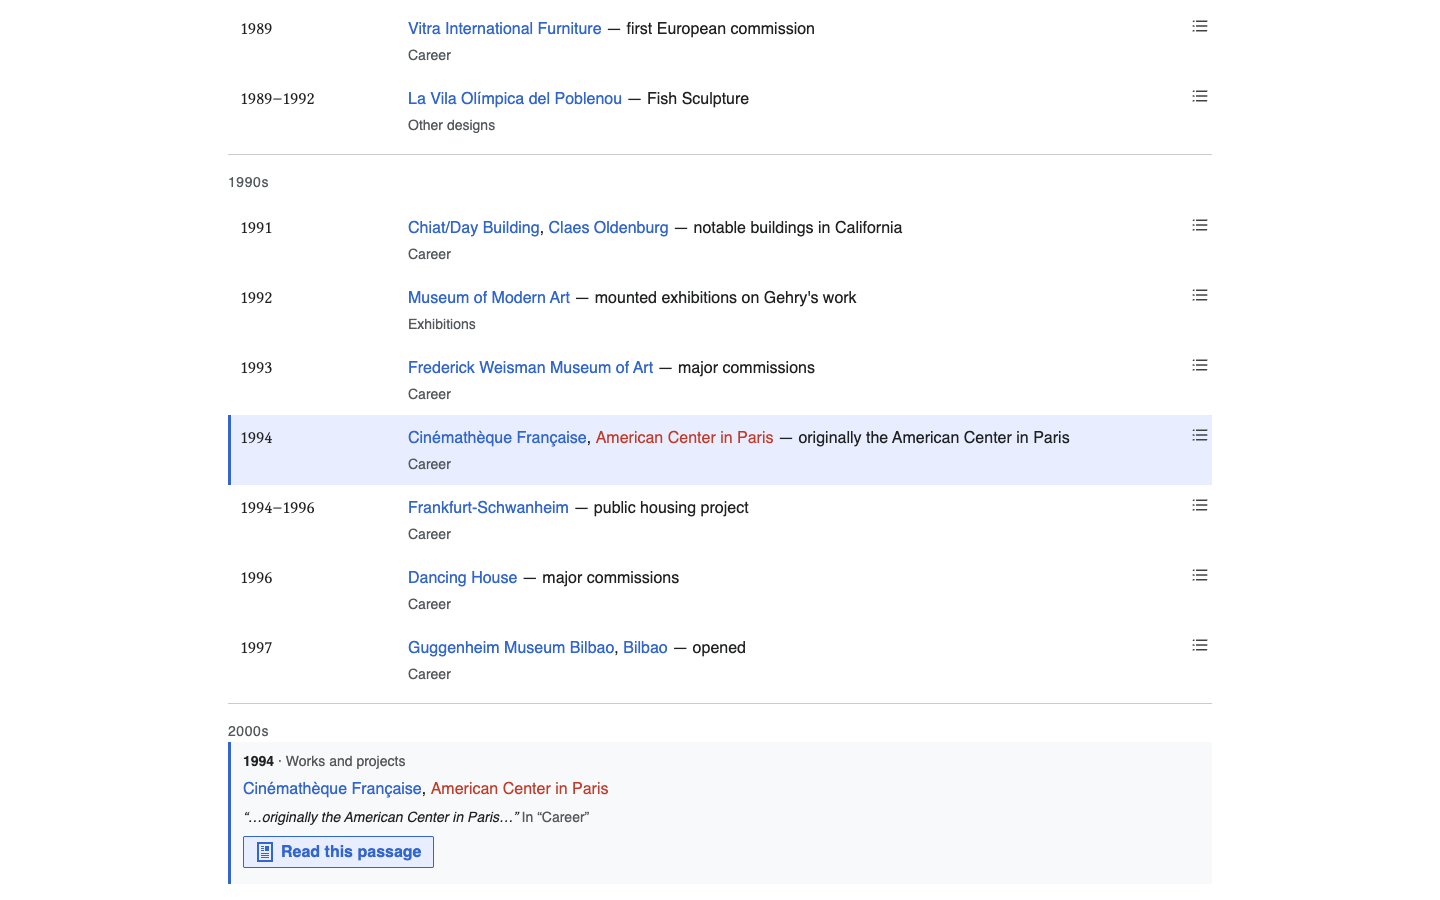 1989 Vitra International Furniture — first European commission
Career
1989–1992 La Vila Olímpica del Poblenou — Fish Sculpture
Other designs
1990s
1991 Chiat/Day Building, Claes Oldenburg — notable buildings in California
Career
1992 Museum of Modern Art — mounted exhibitions on Gehry's work
Exhibitions
1993 Frederick Weisman Museum of Art — major commissions
Career
1994 Cinémathèque Française, American Center in Paris — originally the American Center in Paris
Career
1994–1996 Frankfurt-Schwanheim — public housing project
Career
1996 Dancing House — major commissions
Career
1997 Guggenheim Museum Bilbao, Bilbao — opened
Career
2000s
1994 · Works and projects
Cinémathèque Française, American Center in Paris
“…originally the American Center in Paris…” In “Career”
Read this passage